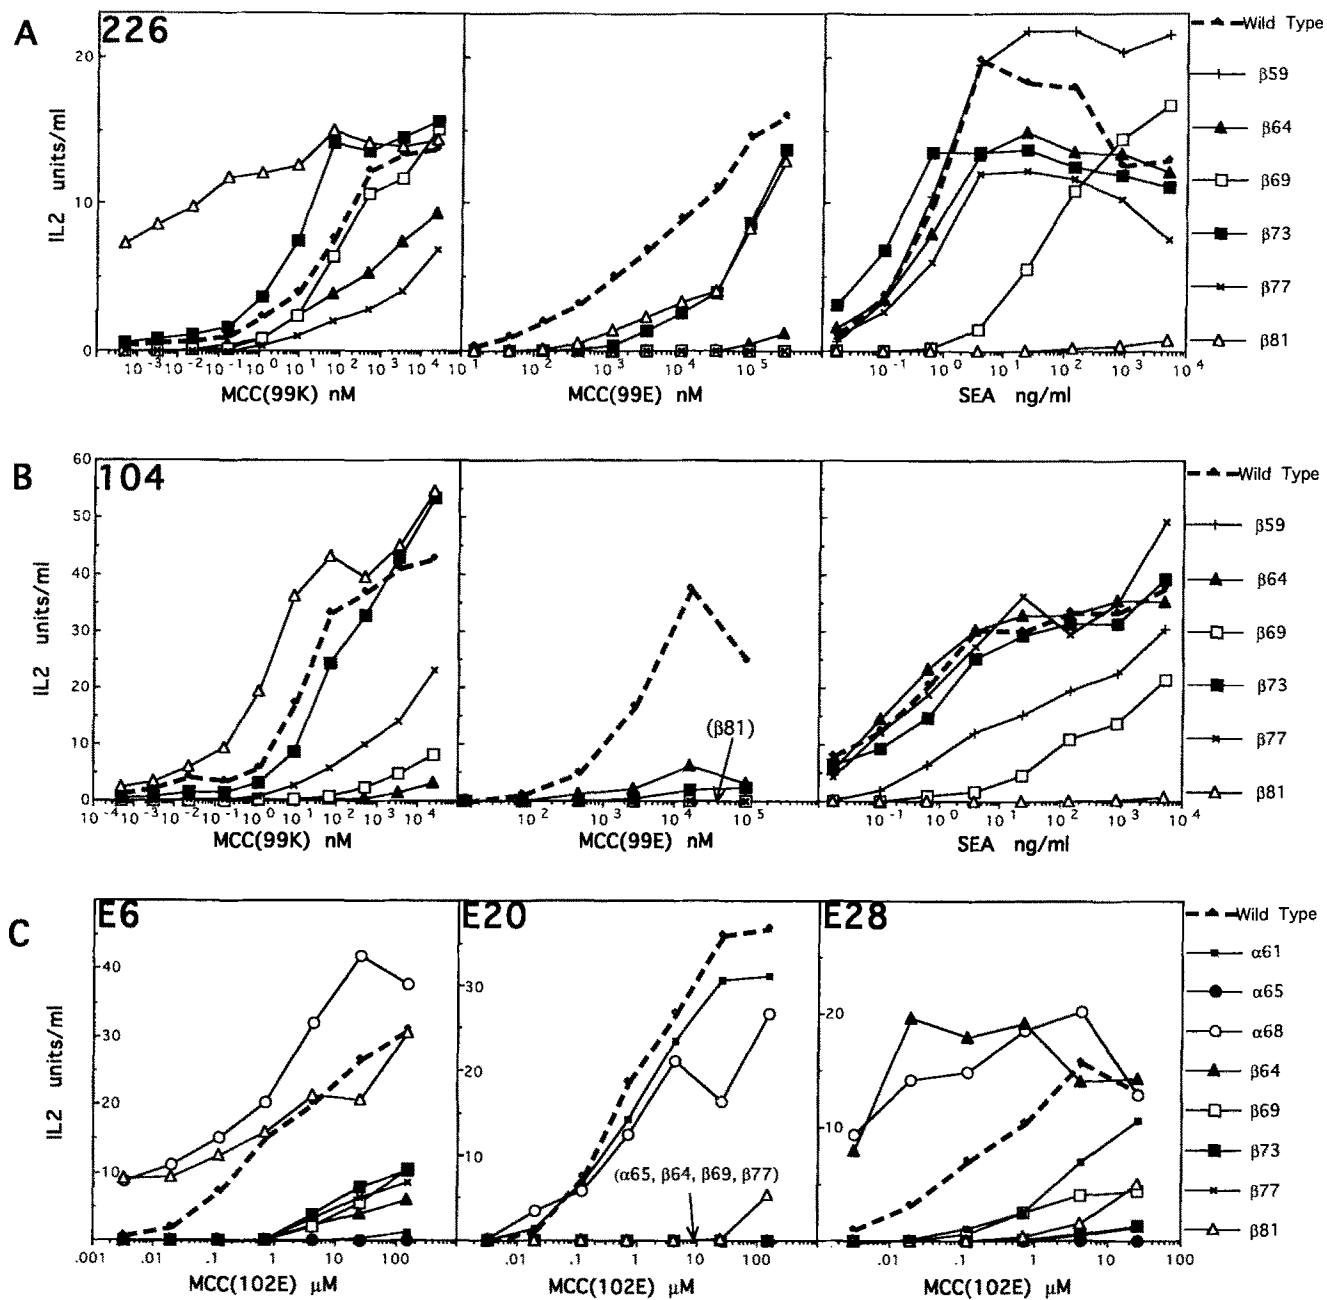 A
226
20
10
0
IL2 units/ml
10⁻³ 10⁻² 10⁻¹ 10⁰ 10¹ 10² 10³ 10⁴ 10¹
MCC(99K) nM
10² 10³ 10⁴ 10⁵
MCC(99E) nM
10⁻¹ 10⁰ 10¹ 10² 10³ 10⁴
SEA ng/ml
Wild Type
β59
β64
β69
β73
β77
β81
B
104
60
50
40
30
20
10
0
IL2 units/ml
10⁻⁴ 10⁻³ 10⁻² 10⁻¹ 10⁰ 10¹ 10² 10³ 10⁴
MCC(99K) nM
(β81)
10² 10³ 10⁴ 10⁵
MCC(99E) nM
10⁻¹ 10⁰ 10¹ 10² 10³ 10⁴
SEA ng/ml
Wild Type
β59
β64
β69
β73
β77
β81
C
E6
40
30
20
10
IL2 units/ml
.001 .01 .1 1 10 100
MCC(102E) μM
E20
30
20
10
(α65, β64, β69, β77)
.01 .1 1 10 100
MCC(102E) μM
E28
20
10
.01 .1 1 10 100
MCC(102E) μM
Wild Type
α61
α65
α68
β64
β69
β73
β77
β81